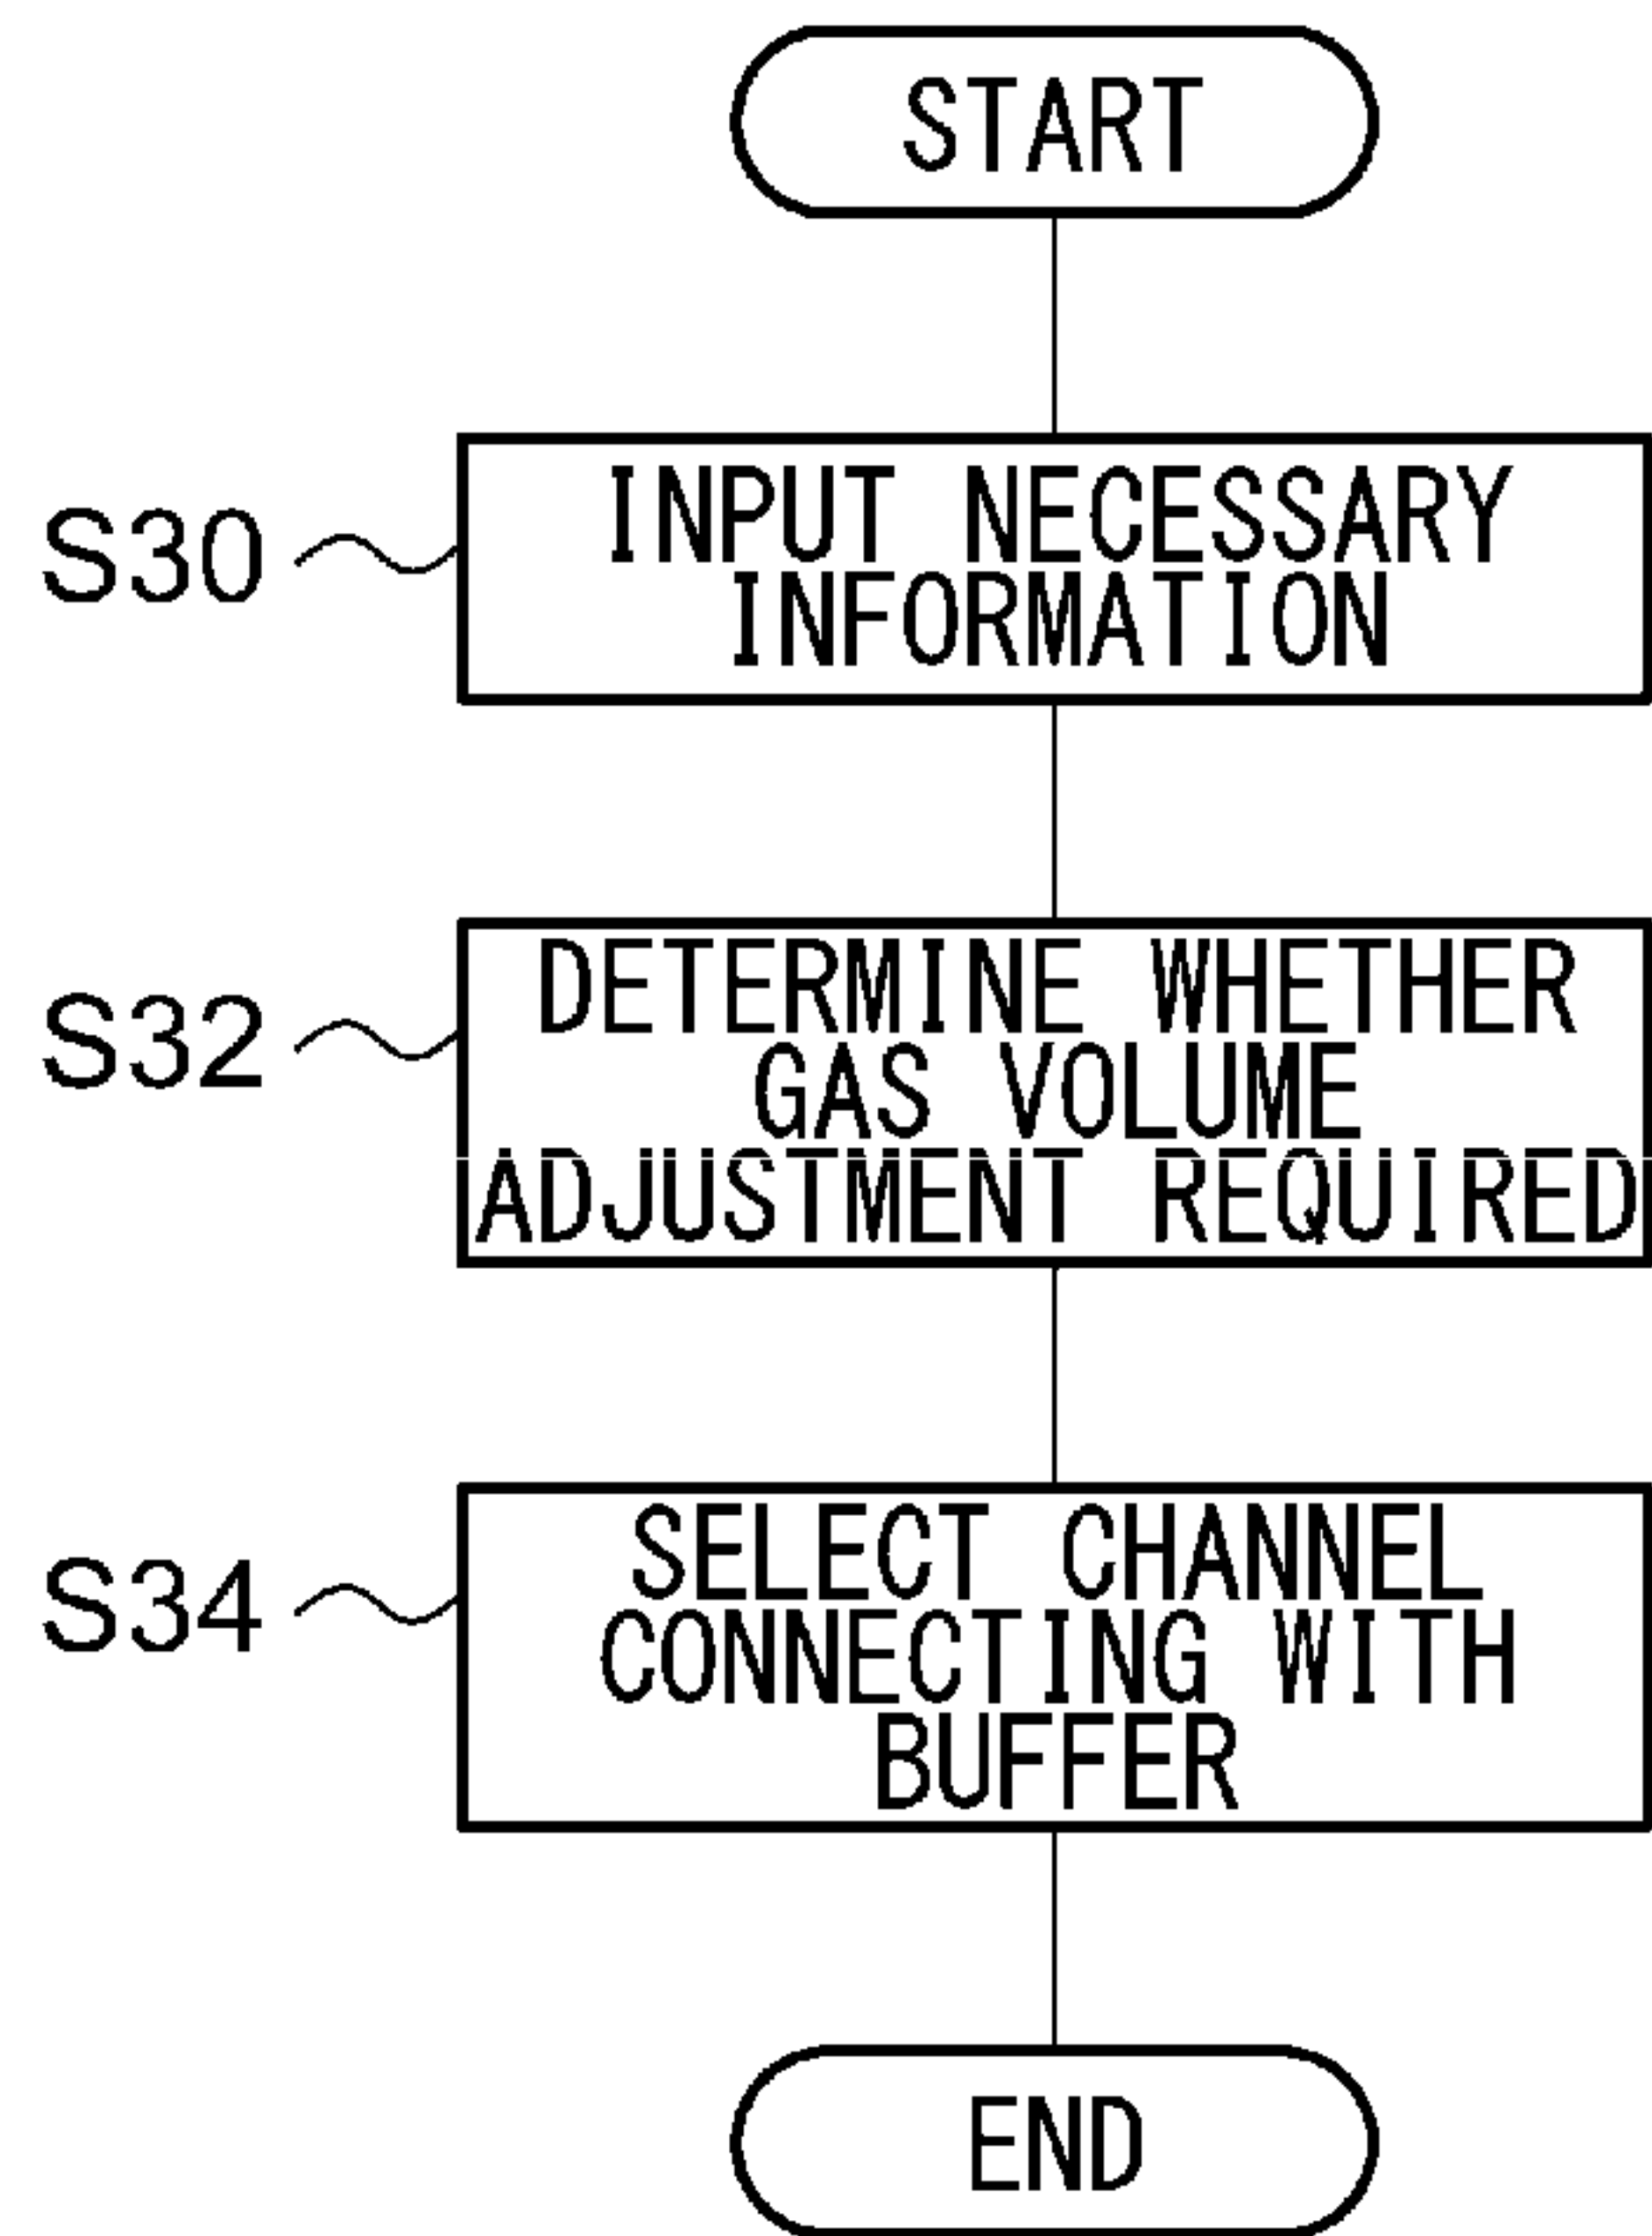 START
S30
INPUT NECESSARY
INFORMATION
S32
DETERMINE WHETHER
GAS VOLUME
ADJUSTMENT REQUIRED
S34
SELECT CHANNEL
CONNECTING WITH
BUFFER
END